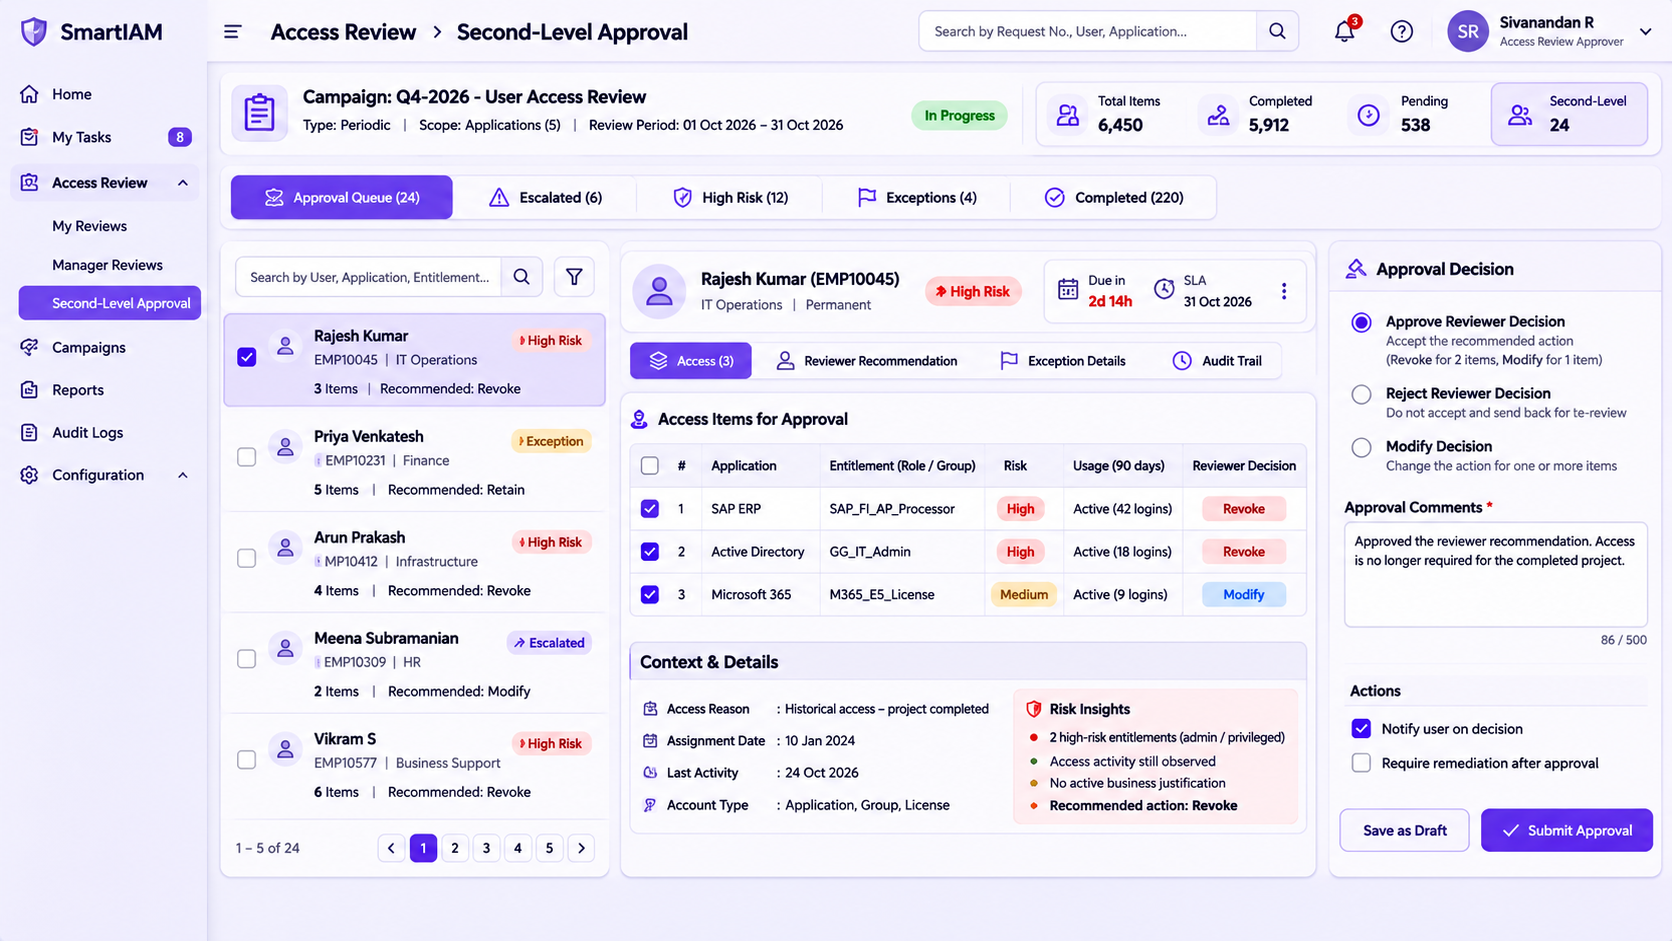 SmartIAM
Access Review > Second-Level Approval
Search by Request No., User, Application...
3
SR
Sivanandan R
Access Review Approver
Home
My Tasks
8
Access Review
My Reviews
Manager Reviews
Second-Level Approval
Campaigns
Reports
Audit Logs
Configuration
Campaign: Q4-2026 - User Access Review
Type: Periodic | Scope: Applications (5) | Review Period: 01 Oct 2026 – 31 Oct 2026
In Progress
Total Items
6,450
Completed
5,912
Pending
538
Second-Level
24
Approval Queue (24)
Escalated (6)
High Risk (12)
Exceptions (4)
Completed (220)
Search by User, Application, Entitlement...
Rajesh Kumar
High Risk
EMP10045 | IT Operations
3 Items | Recommended: Revoke
Priya Venkatesh
Exception
EMP10231 | Finance
5 Items | Recommended: Retain
Arun Prakash
High Risk
MP10412 | Infrastructure
4 Items | Recommended: Revoke
Meena Subramanian
Escalated
EMP10309 | HR
2 Items | Recommended: Modify
Vikram S
High Risk
EMP10577 | Business Support
6 Items | Recommended: Revoke
1 – 5 of 24
1 2 3 4 5
Rajesh Kumar (EMP10045)
IT Operations | Permanent
High Risk
Due in
2d 14h
SLA
31 Oct 2026
Access (3)
Reviewer Recommendation
Exception Details
Audit Trail
Access Items for Approval
# Application Entitlement (Role / Group) Risk Usage (90 days) Reviewer Decision
1 SAP ERP SAP_FI_AP_Processor High Active (42 logins) Revoke
2 Active Directory GG_IT_Admin High Active (18 logins) Revoke
3 Microsoft 365 M365_E5_License Medium Active (9 logins) Modify
Context & Details
Access Reason : Historical access – project completed
Assignment Date : 10 Jan 2024
Last Activity : 24 Oct 2026
Account Type : Application, Group, License
Risk Insights
2 high-risk entitlements (admin / privileged)
Access activity still observed
No active business justification
Recommended action: Revoke
Approval Decision
Approve Reviewer Decision
Accept the recommended action
(Revoke for 2 items, Modify for 1 item)
Reject Reviewer Decision
Do not accept and send back for te-review
Modify Decision
Change the action for one or more items
Approval Comments *
Approved the reviewer recommendation. Access
is no longer required for the completed project.
86 / 500
Actions
Notify user on decision
Require remediation after approval
Save as Draft
Submit Approval